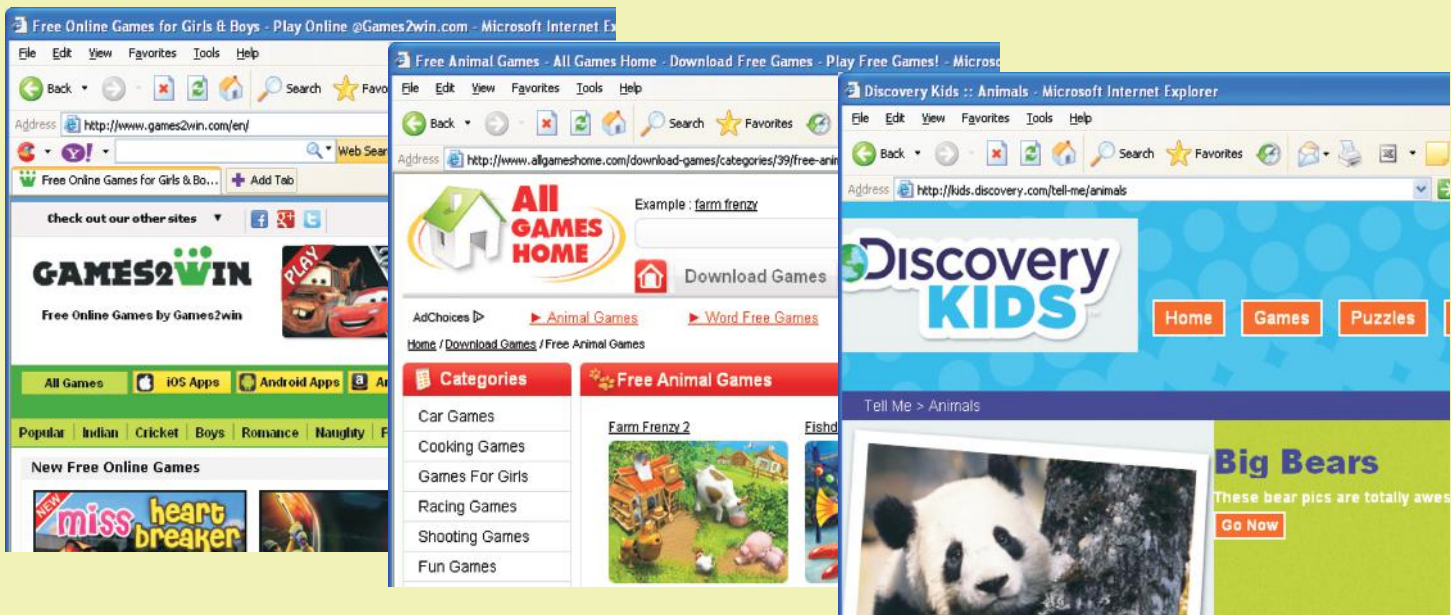 Free Online Games for Girls & Boys - Play Online @Games2win.com - Microsoft Internet Ex
File Edit View Favorites Tools Help
Back Search Favo
Address http://www.games2win.com/en/
Y! Web Sear
Free Online Games for Girls & Bo... Add Tab
Check out our other sites
GAMES2WIN
Free Online Games by Games2win
PLAY
All Games iOS Apps Android Apps a
Popular Indian Cricket Boys Romance Naughty F
New Free Online Games
NEW
miss heart
breaker
Free Animal Games - All Games Home - Download Free Games - Play Free Games! - Microso
File Edit View Favorites Tools Help
Back Search Favorites
Address http://www.allgameshome.com/download-games/categories/39/free-anim
All
GAMES
HOME
Example : farm frenzy
Download Games
AdChoices Animal Games Word Free Games
Home / Download Games / Free Animal Games
Categories
Car Games
Cooking Games
Games For Girls
Racing Games
Shooting Games
Fun Games
Free Animal Games
Farm Frenzy 2 Fishd
Discovery Kids :: Animals - Microsoft Internet Explorer
File Edit View Favorites Tools Help
Back Search Favorites
Address http://kids.discovery.com/tell-me/animals
Discovery
KIDS
Home Games Puzzles
Tell Me > Animals
Big Bears
These bear pics are totally awes
Go Now